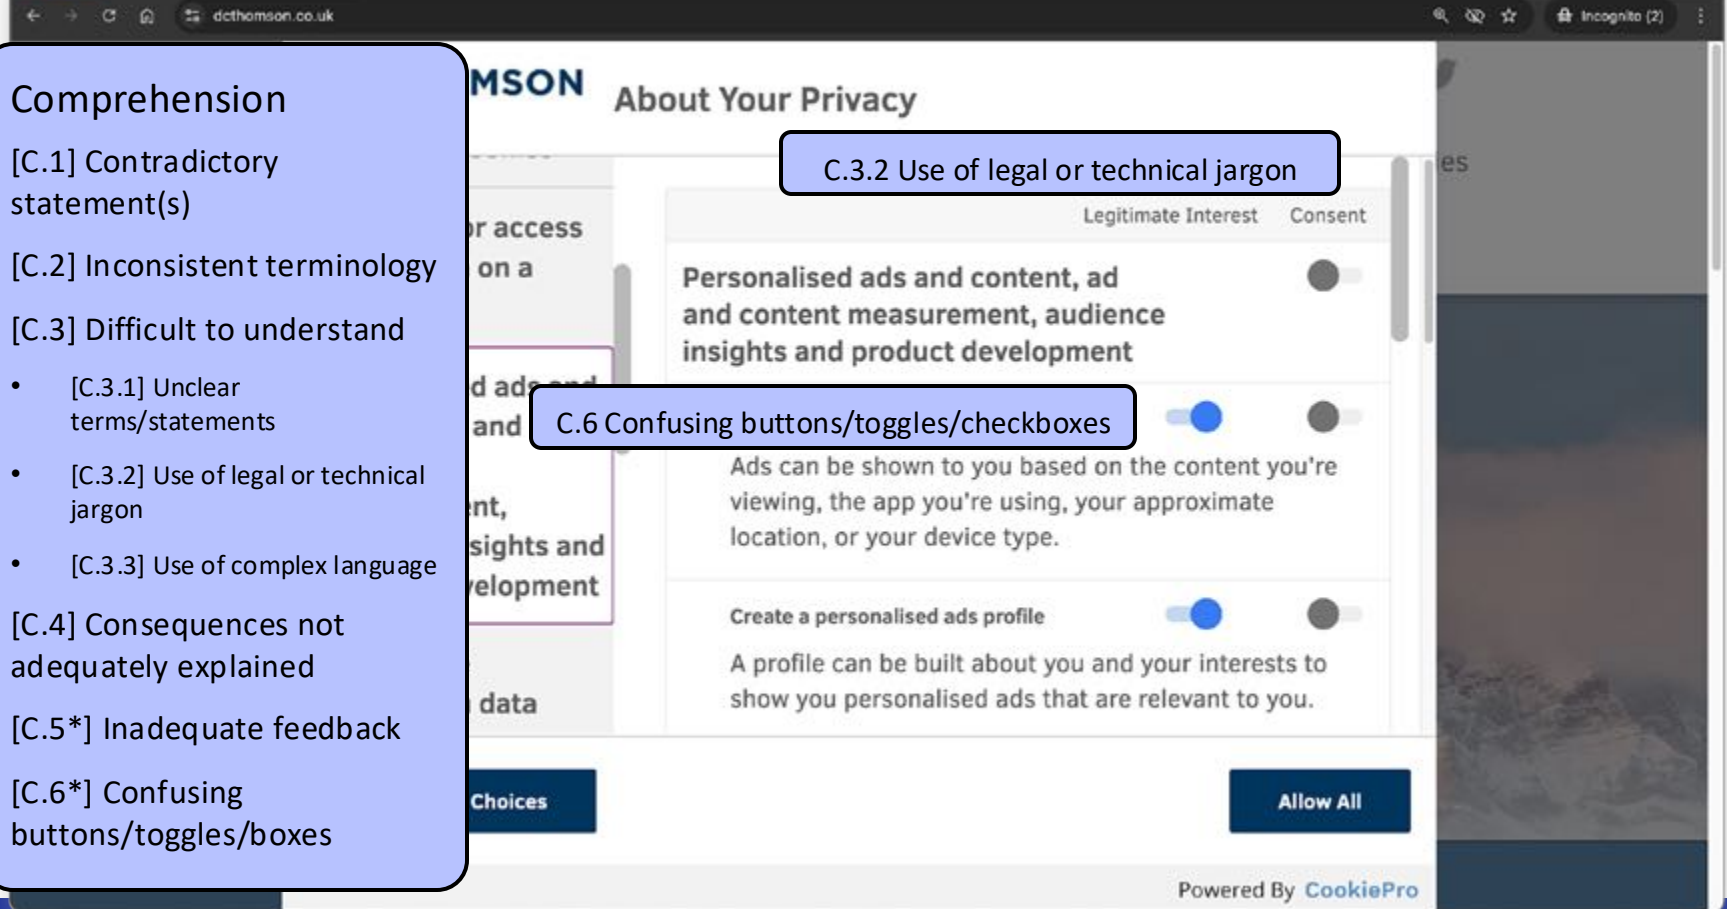 dcthomson.co.uk
Incognito (2)
Comprehension
[C.1] Contradictory
statement(s)
[C.2] Inconsistent terminology
[C.3] Difficult to understand
• [C.3.1] Unclear
terms/statements
• [C.3.2] Use of legal or technical
jargon
• [C.3.3] Use of complex language
[C.4] Consequences not
adequately explained
[C.5*] Inadequate feedback
[C.6*] Confusing
buttons/toggles/boxes
MSON
About Your Privacy
C.3.2 Use of legal or technical jargon
es
r access
on a
d ads and
and
nt,
sights and
elopment
data
Legitimate Interest Consent
Personalised ads and content, ad
and content measurement, audience
insights and product development
C.6 Confusing buttons/toggles/checkboxes
Ads can be shown to you based on the content you're
viewing, the app you're using, your approximate
location, or your device type.
Create a personalised ads profile
A profile can be built about you and your interests to
show you personalised ads that are relevant to you.
Choices
Allow All
Powered By CookiePro